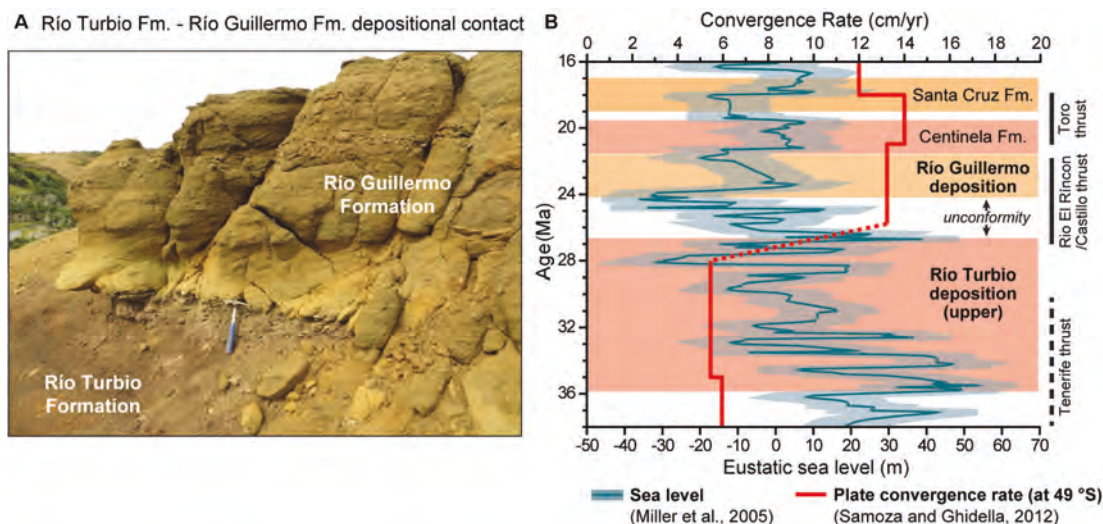 A Río Turbio Fm. - Río Guillermo Fm. depositional contact
Río Guillermo
Formation
Río Turbio
Formation
B
Convergence Rate (cm/yr)
0 2 4 6 8 10 12 14 16 18 20
16
20
24
28
32
36
Age (Ma)
Santa Cruz Fm.
Centinela Fm.
Río Guillermo
deposition
unconformity
Río Turbio
deposition
(upper)
Toro
thrust
Rio El Rincon
/Castillo thrust
Tenerife thrust
-50 -40 -30 -20 -10 0 10 20 30 40 50 60 70
Eustatic sea level (m)
Sea level
(Miller et al., 2005)
Plate convergence rate (at 49 °S)
(Samoza and Ghidella, 2012)